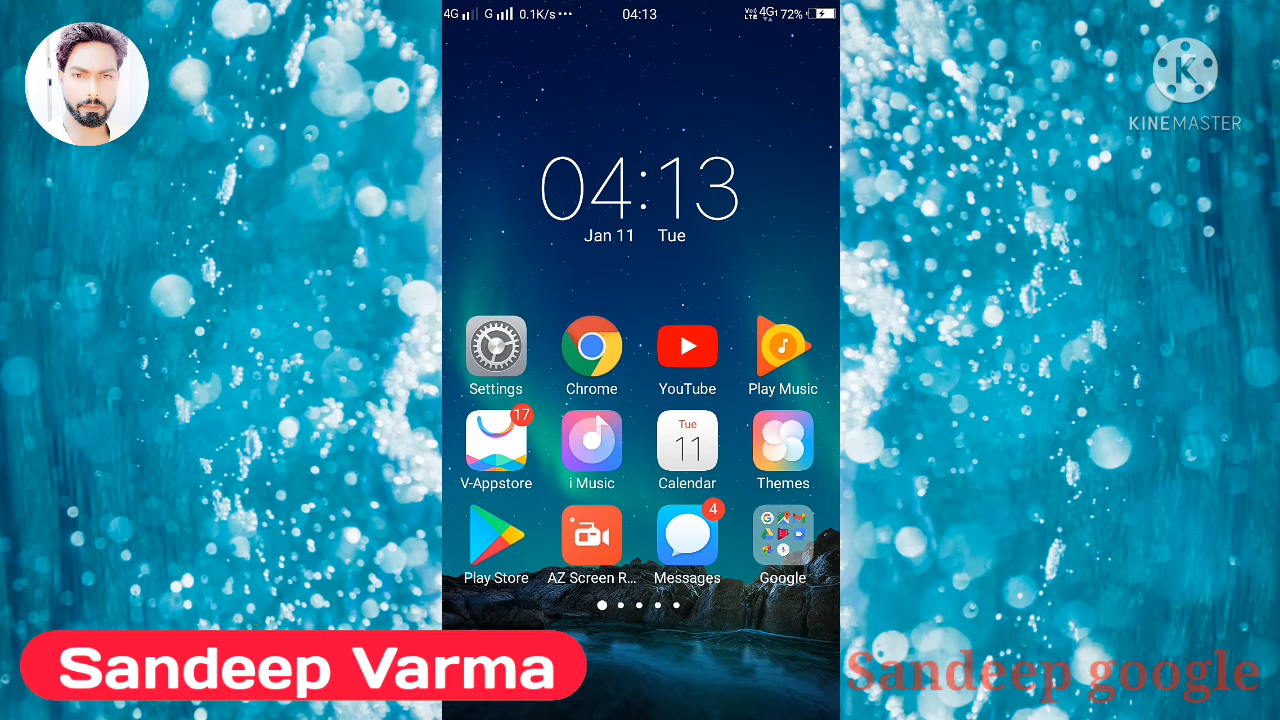 4G G 0.1K/s ••• 04:13 VoLTE 4G 72%
KINEMASTER
04:13
Jan 11 Tue
Settings Chrome YouTube Play Music
17
Tue
11
V-Appstore i Music Calendar Themes
4
Play Store AZ Screen R... Messages Google
Sandeep Varma
Sandeep google